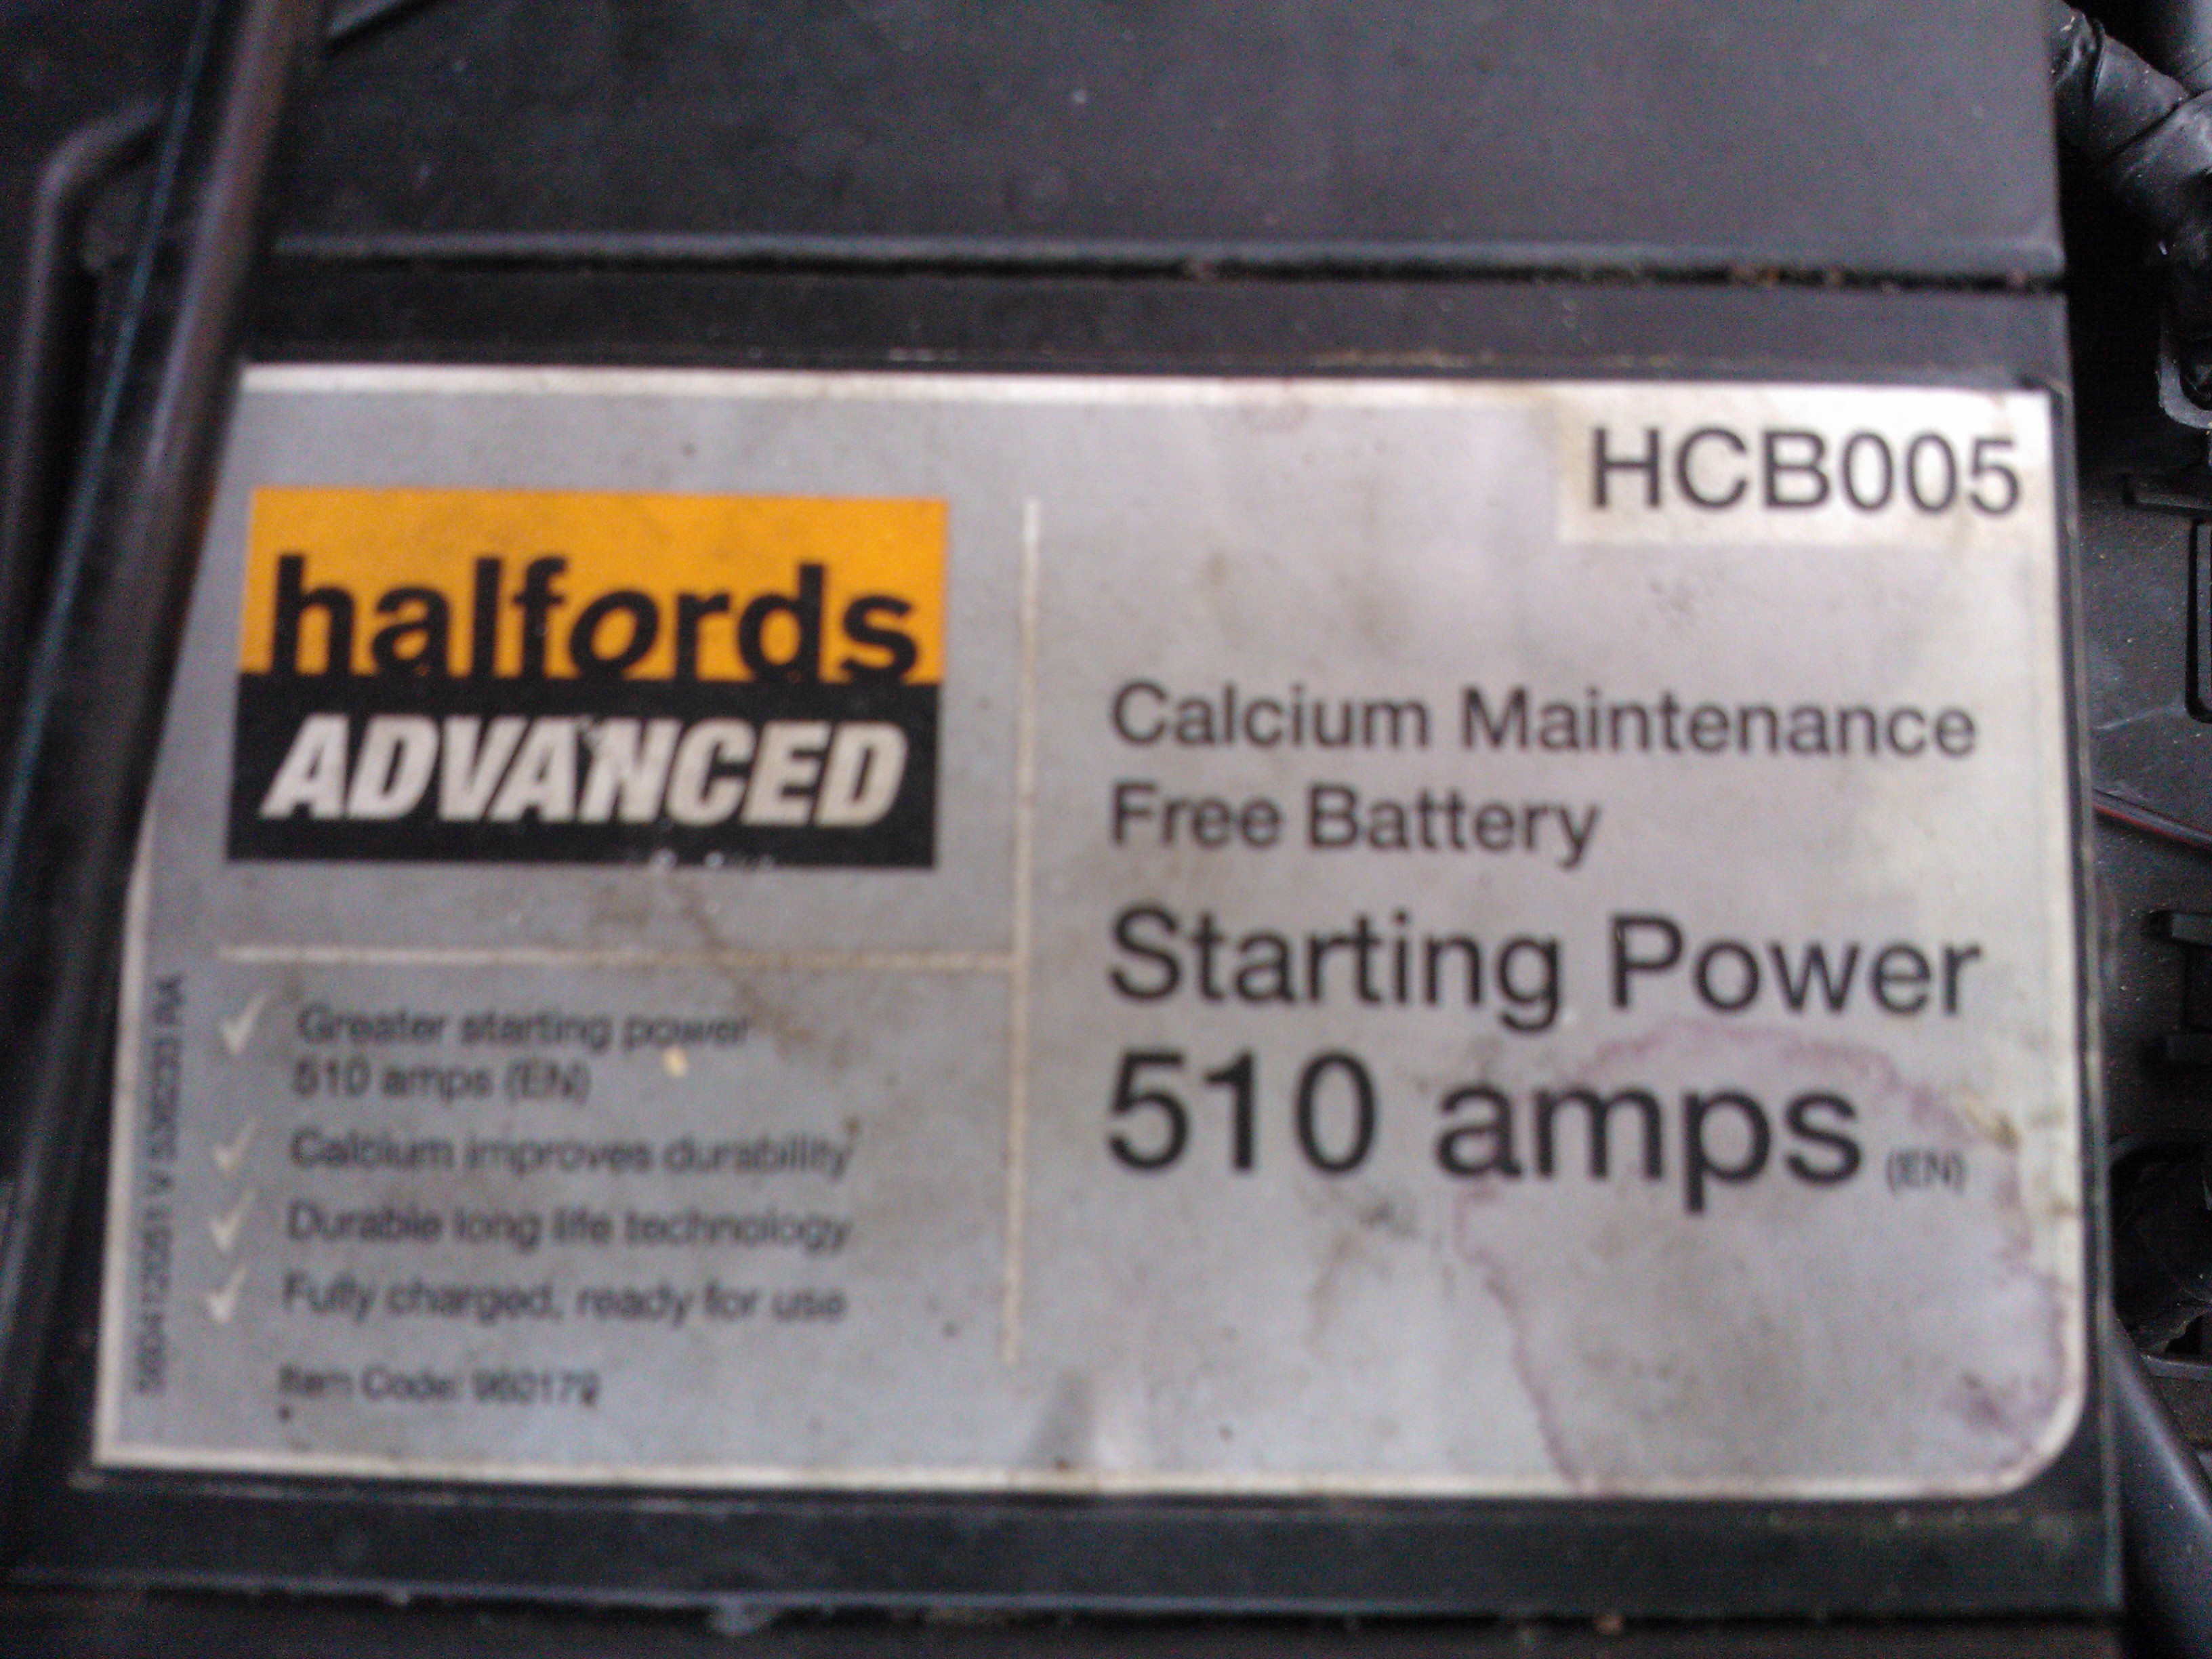 HCB005
halfords
ADVANCED
Calcium Maintenance
Free Battery
Starting Power
510 amps (EN)
Greater starting power
510 amps (EN)
Calcium improves durability
Durable long life technology
Fully charged, ready for use
Item Code: 960179